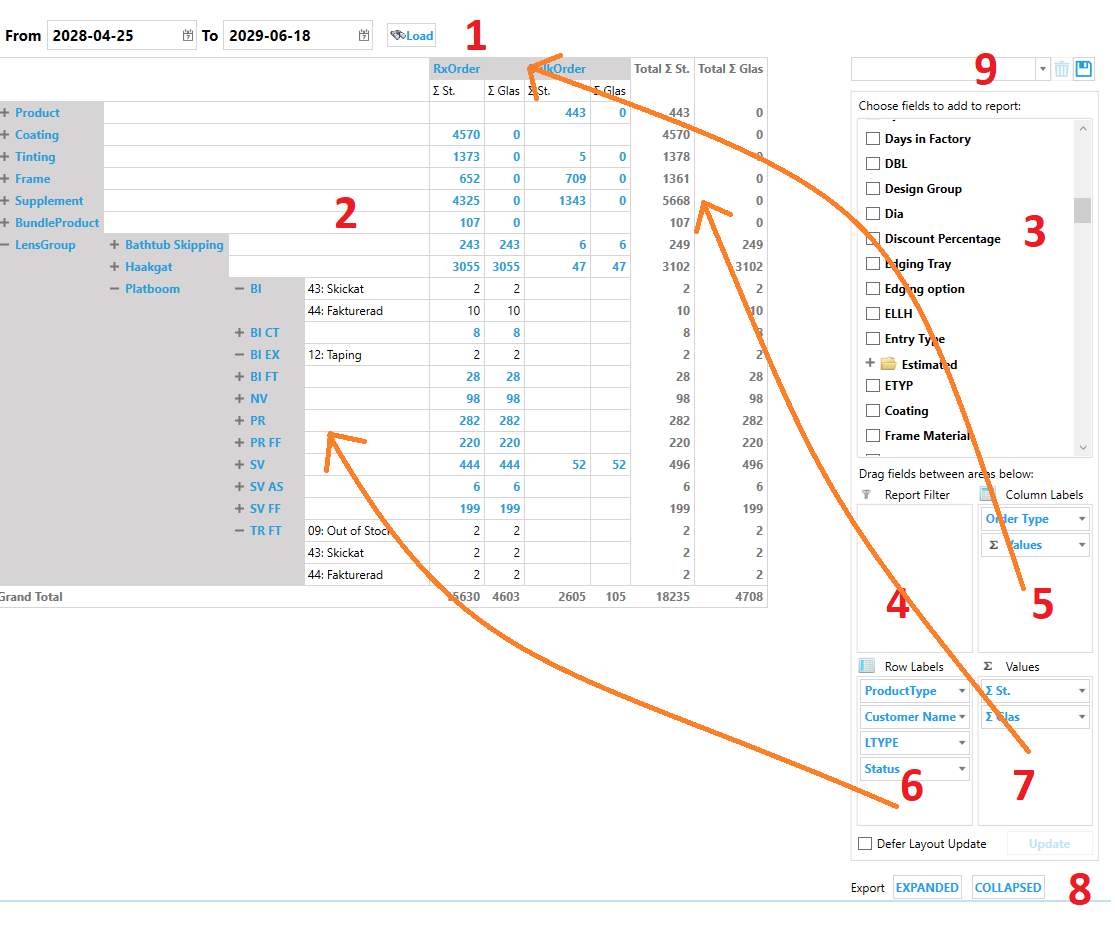 From 2028-04-25 To 2029-06-18 Load 1
RxOrder BulkOrder Total Σ St. Total Σ Glas
Σ St. Σ Glas Σ St. Σ Glas
Product 443 0 443 0
Coating 4570 0 4570 0
Tinting 1373 0 5 0 1378 0
Frame 652 0 709 0 1361 0
Supplement 4325 0 1343 0 5668 0
2
BundleProduct 107 0 107 0
LensGroup Bathtub Skipping 243 243 6 6 249 249
Haakgat 3055 3055 47 47 3102 3102
Platboom BI 43: Skickat 2 2 2 2
44: Fakturerad 10 10 10 10
BI CT 8 8 8 8
BI EX 12: Taping 2 2 2 2
BI FT 28 28 28 28
NV 98 98 98 98
PR 282 282 282 282
PR FF 220 220 220 220
SV 444 444 52 52 496 496
SV AS 6 6 6 6
SV FF 199 199 199 199
TR FT 09: Out of Stock 2 2 2 2
43: Skickat 2 2 2 2
44: Fakturerad 2 2 2 2
Grand Total 15630 4603 2605 105 18235 4708
9
Choose fields to add to report:
Days in Factory
DBL
Design Group
Dia
3
Discount Percentage
Edging Tray
Edging option
ELLH
Entry Type
Estimated
ETYP
Coating
Frame Material
Drag fields between areas below:
Report Filter
4
Column Labels
Order Type
Σ Values
5
Row Labels
ProductType
Customer Name
LTYPE
Status
6
Σ Values
Σ St.
Σ Glas
7
Defer Layout Update Update
Export EXPANDED COLLAPSED 8